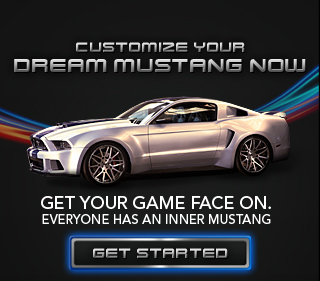 CUSTOMIZE YOUR
DREAM MUSTANG NOW
GET YOUR GAME FACE ON.
EVERYONE HAS AN INNER MUSTANG
GET STARTED